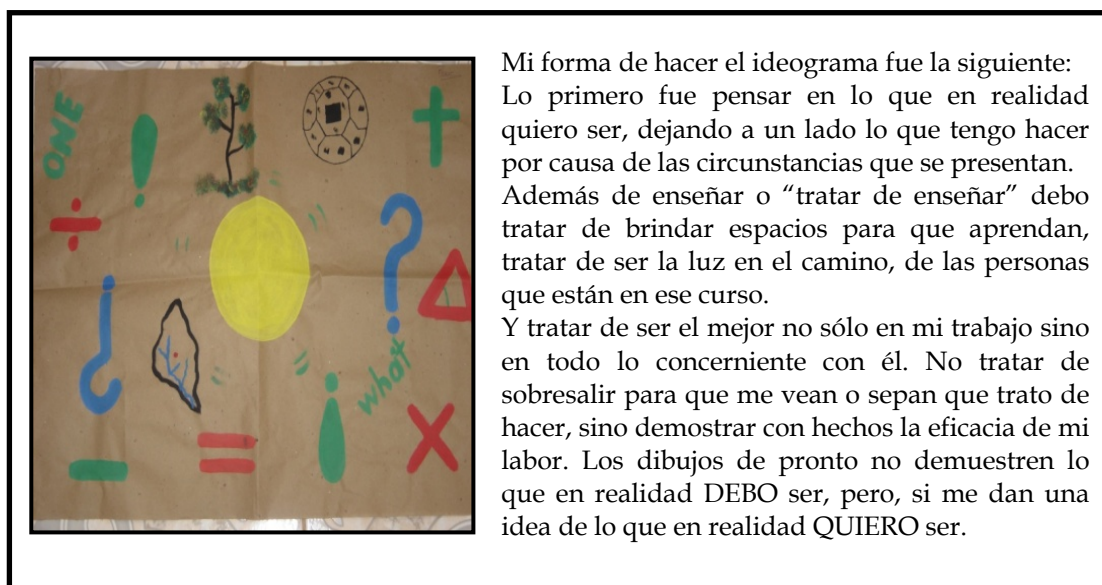 ONE
!
+
÷
?
¿
what
=
¡
×
-
Mi forma de hacer el ideograma fue la siguiente:
Lo primero fue pensar en lo que en realidad
quiero ser, dejando a un lado lo que tengo hacer
por causa de las circunstancias que se presentan.
Además de enseñar o “tratar de enseñar” debo
tratar de brindar espacios para que aprendan,
tratar de ser la luz en el camino, de las personas
que están en ese curso.
Y tratar de ser el mejor no sólo en mi trabajo sino
en todo lo concerniente con él. No tratar de
sobresalir para que me vean o sepan que trato de
hacer, sino demostrar con hechos la eficacia de mi
labor. Los dibujos de pronto no demuestren lo
que en realidad DEBO ser, pero, si me dan una
idea de lo que en realidad QUIERO ser.